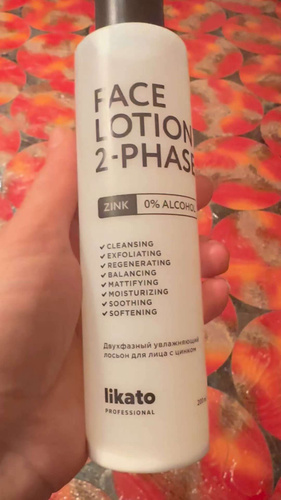 FACE
LOTION
2-PHASE
ZINK 0% ALCOHOL
✓ CLEANSING
✓ EXFOLIATING
✓ REGENERATING
✓ BALANCING
✓ MATTIFYING
✓ MOISTURIZING
✓ SOOTHING
✓ SOFTENING
Двухфазный увлажняющий
лосьон для лица с цинком
likato
PROFESSIONAL